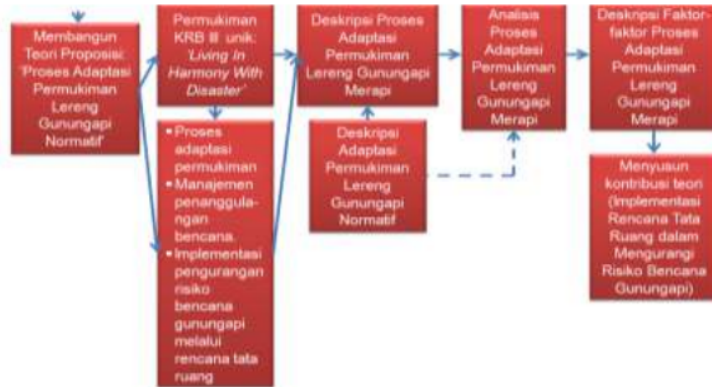 Membangun
Teori Proposisi:
'Proses Adaptasi
Permukiman
Lereng
Gunungapi
Normatif'
Permukiman
KRB III unik:
'Living In
Harmony With
Disaster'
• Proses
adaptasi
permukiman
• Manajemen
penanggula-
ngan
bencana.
• Implementasi
pengurangan
risiko
bencana
gunungapi
melalui
rencana tata
ruang
Deskripsi Proses
Adaptasi
Permukiman
Lereng Gunungapi
Merapi
Deskripsi
Adaptasi
Permukiman
Lereng
Gunungapi
Normatif
Analisis
Proses
Adaptasi
Permukiman
Lereng
Gunungapi
Merapi
Deskripsi Faktor-
faktor Proses
Adaptasi
Permukiman
Lereng
Gunungapi
Merapi
Menyusun
kontribusi teori
(Implementasi
Rencana Tata
Ruang dalam
Mengurangi
Risiko Bencana
Gunungapi)